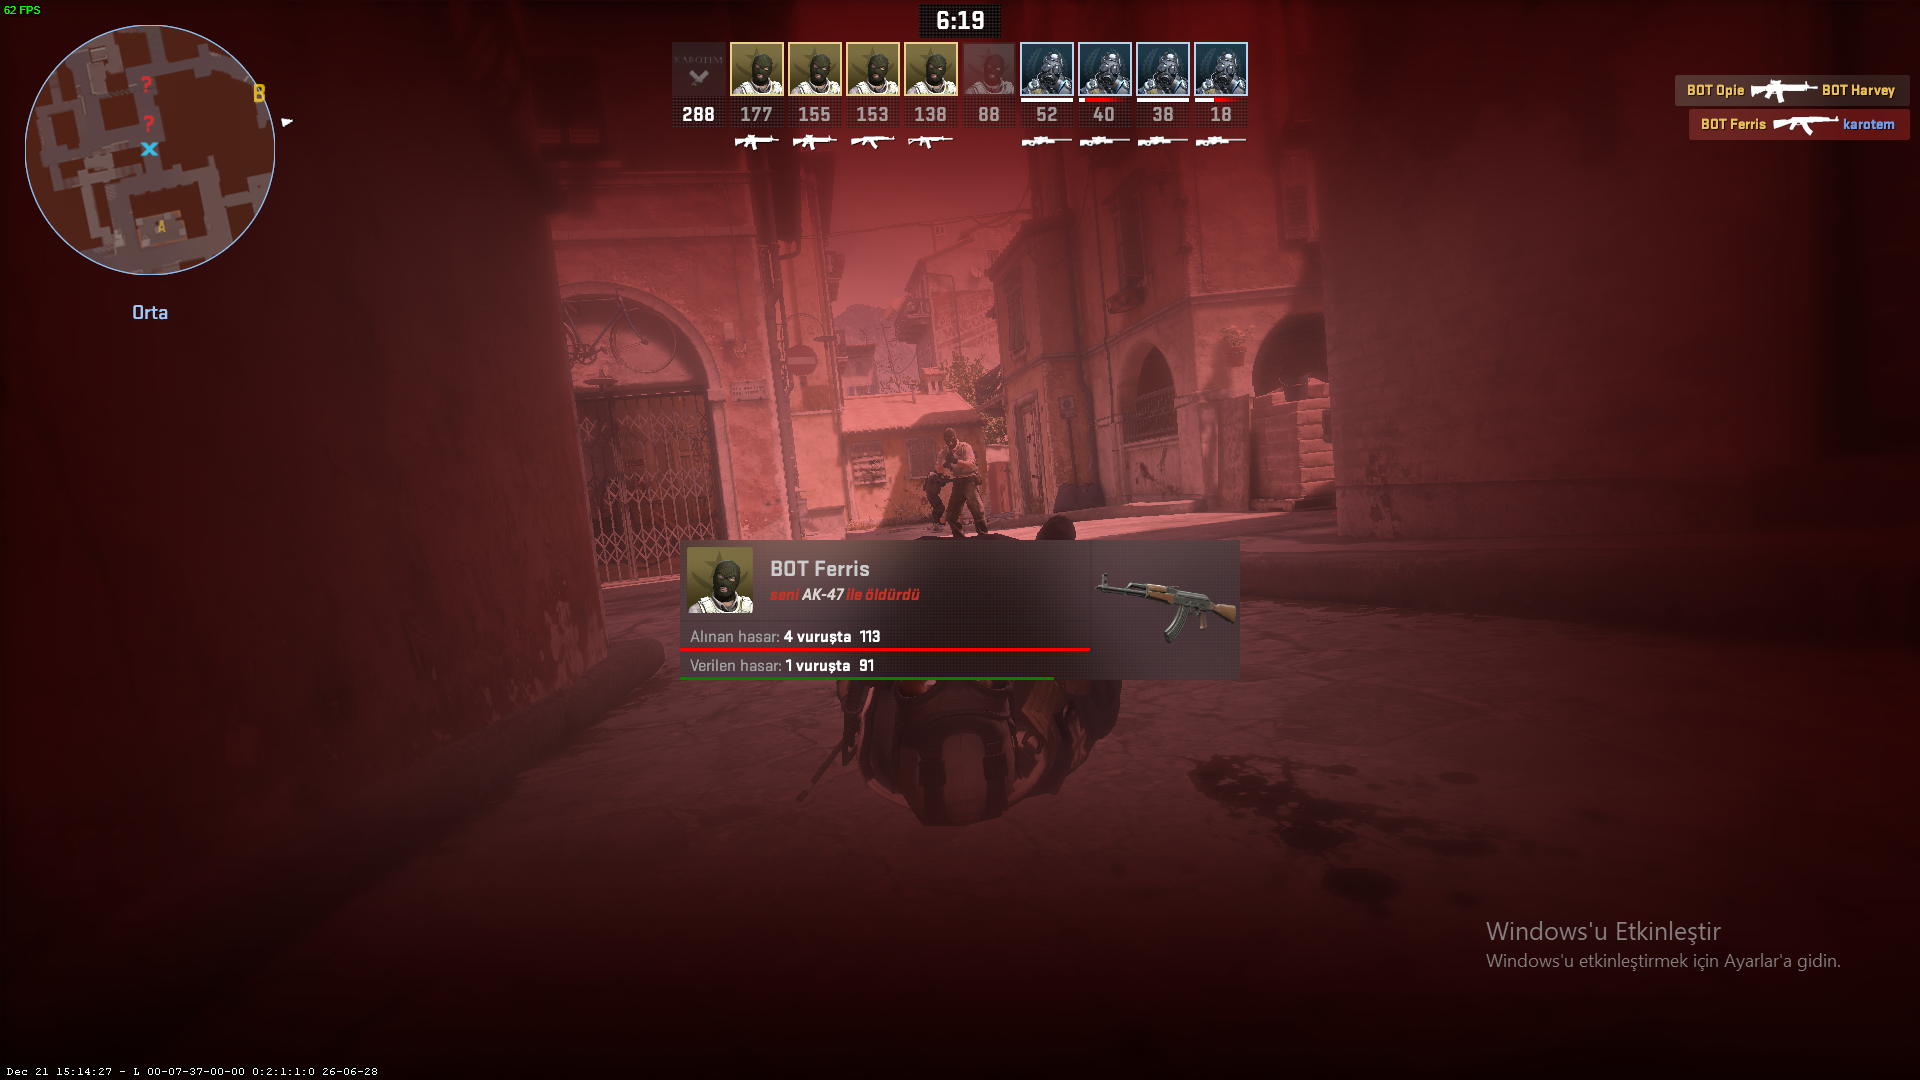 62 FPS
6:19
KAROTEM
288 177 155 153 138 88 52 40 38 18
B
? 
?
X
A
Orta
BOT Opie BOT Harvey
BOT Ferris karotem
BOT Ferris
seni AK-47 ile öldürdü
Alınan hasar: 4 vuruşta 113
Verilen hasar: 1 vuruşta 91
Windows'u Etkinleştir
Windows'u etkinleştirmek için Ayarlar'a gidin.
Dec 21 15:14:27 - L 00-07-37-00-00 0:2:1:1:0 26-06-28